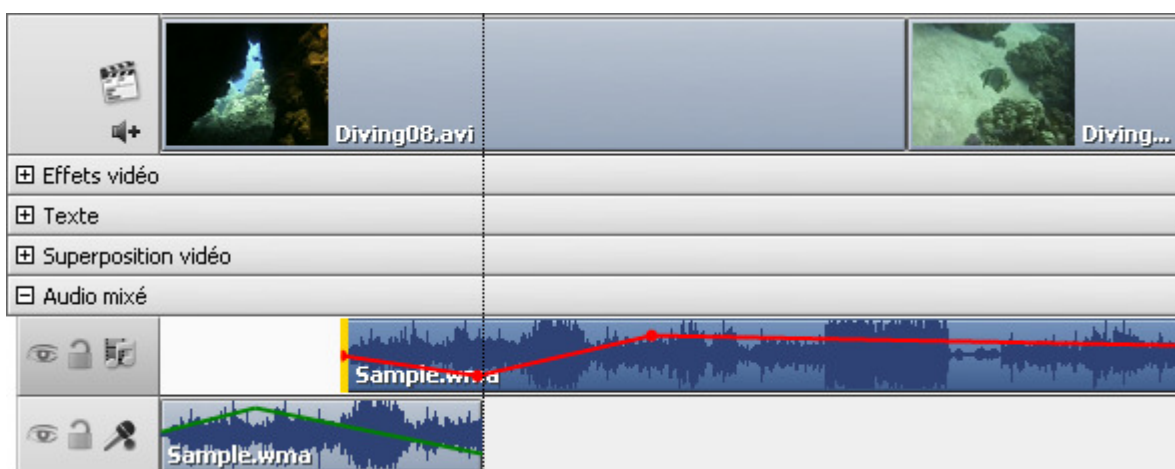 Diving08.avi
Diving...
Effets vidéo
Texte
Superposition vidéo
Audio mixé
Sample.wma
Sample.wma